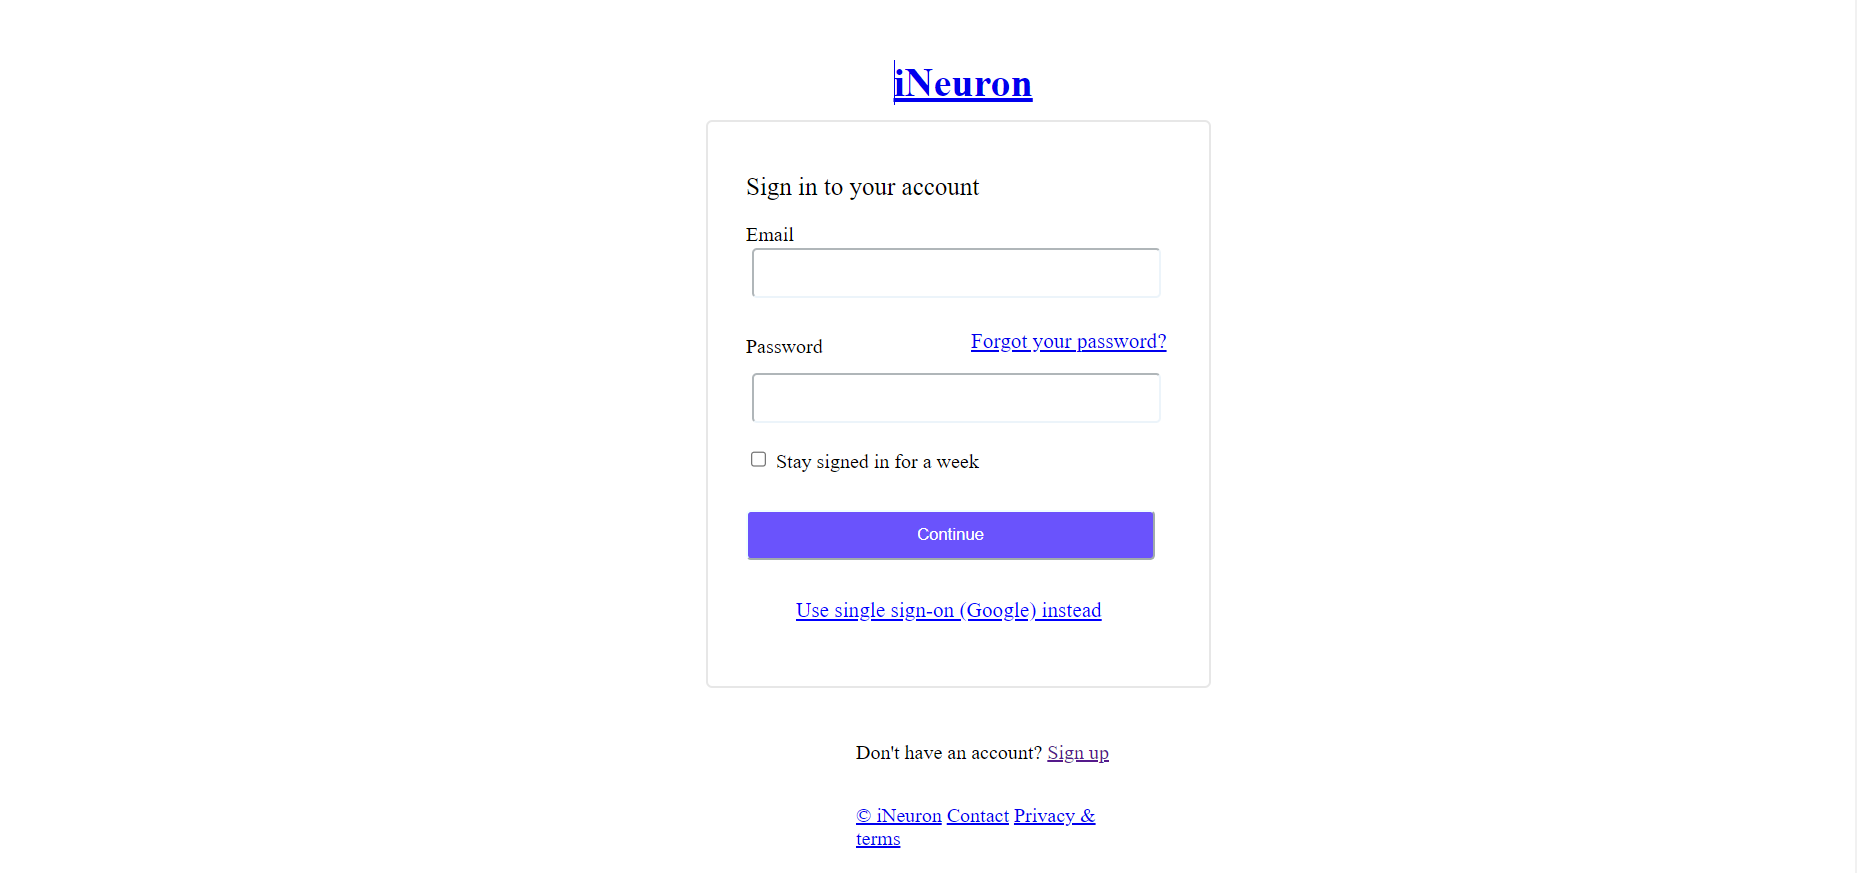 iNeuron
Sign in to your account
Email
Password
Forgot your password?
Stay signed in for a week
Continue
Use single sign-on (Google) instead
Don't have an account? Sign up
© iNeuron Contact Privacy &
terms